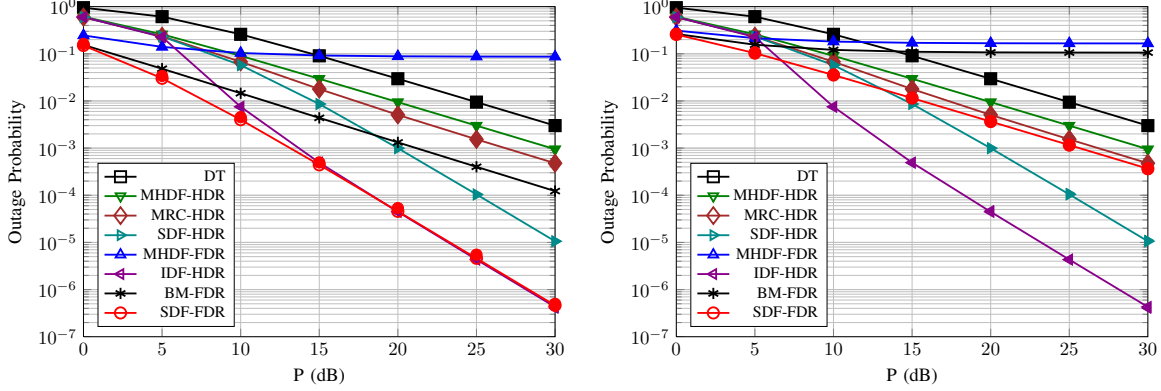 10^0
10^-1
10^-2
10^-3
10^-4
10^-5
10^-6
10^-7
Outage Probability
DT
MHDF-HDR
MRC-HDR
SDF-HDR
MHDF-FDR
IDF-HDR
BM-FDR
SDF-FDR
0 5 10 15 20 25 30
P (dB)
10^0
10^-1
10^-2
10^-3
10^-4
10^-5
10^-6
10^-7
Outage Probability
DT
MHDF-HDR
MRC-HDR
SDF-HDR
MHDF-FDR
IDF-HDR
BM-FDR
SDF-FDR
0 5 10 15 20 25 30
P (dB)